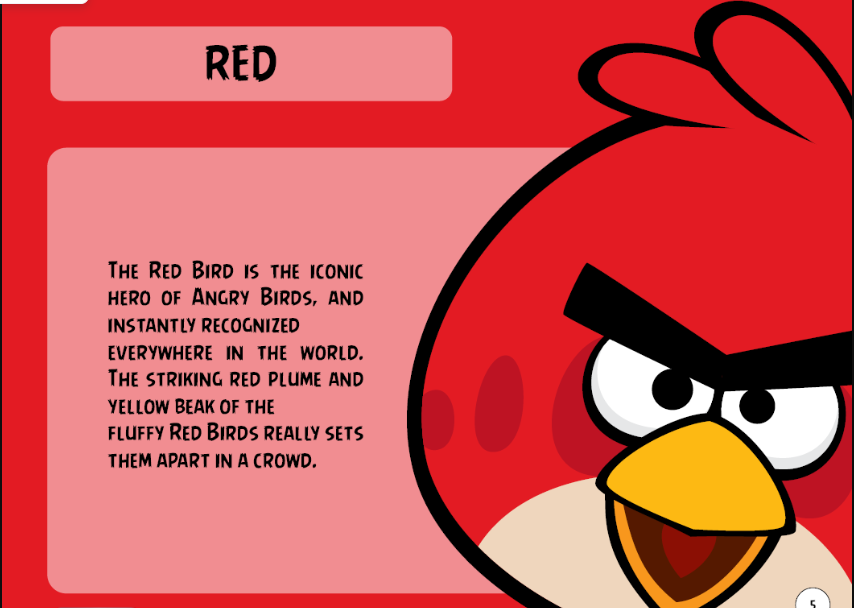 RED
THE RED BIRD IS THE ICONIC
HERO OF ANGRY BIRDS, AND
INSTANTLY RECOGNIZED
EVERYWHERE IN THE WORLD.
THE STRIKING RED PLUME AND
YELLOW BEAK OF THE
FLUFFY RED BIRDS REALLY SETS
THEM APART IN A CROWD.
5